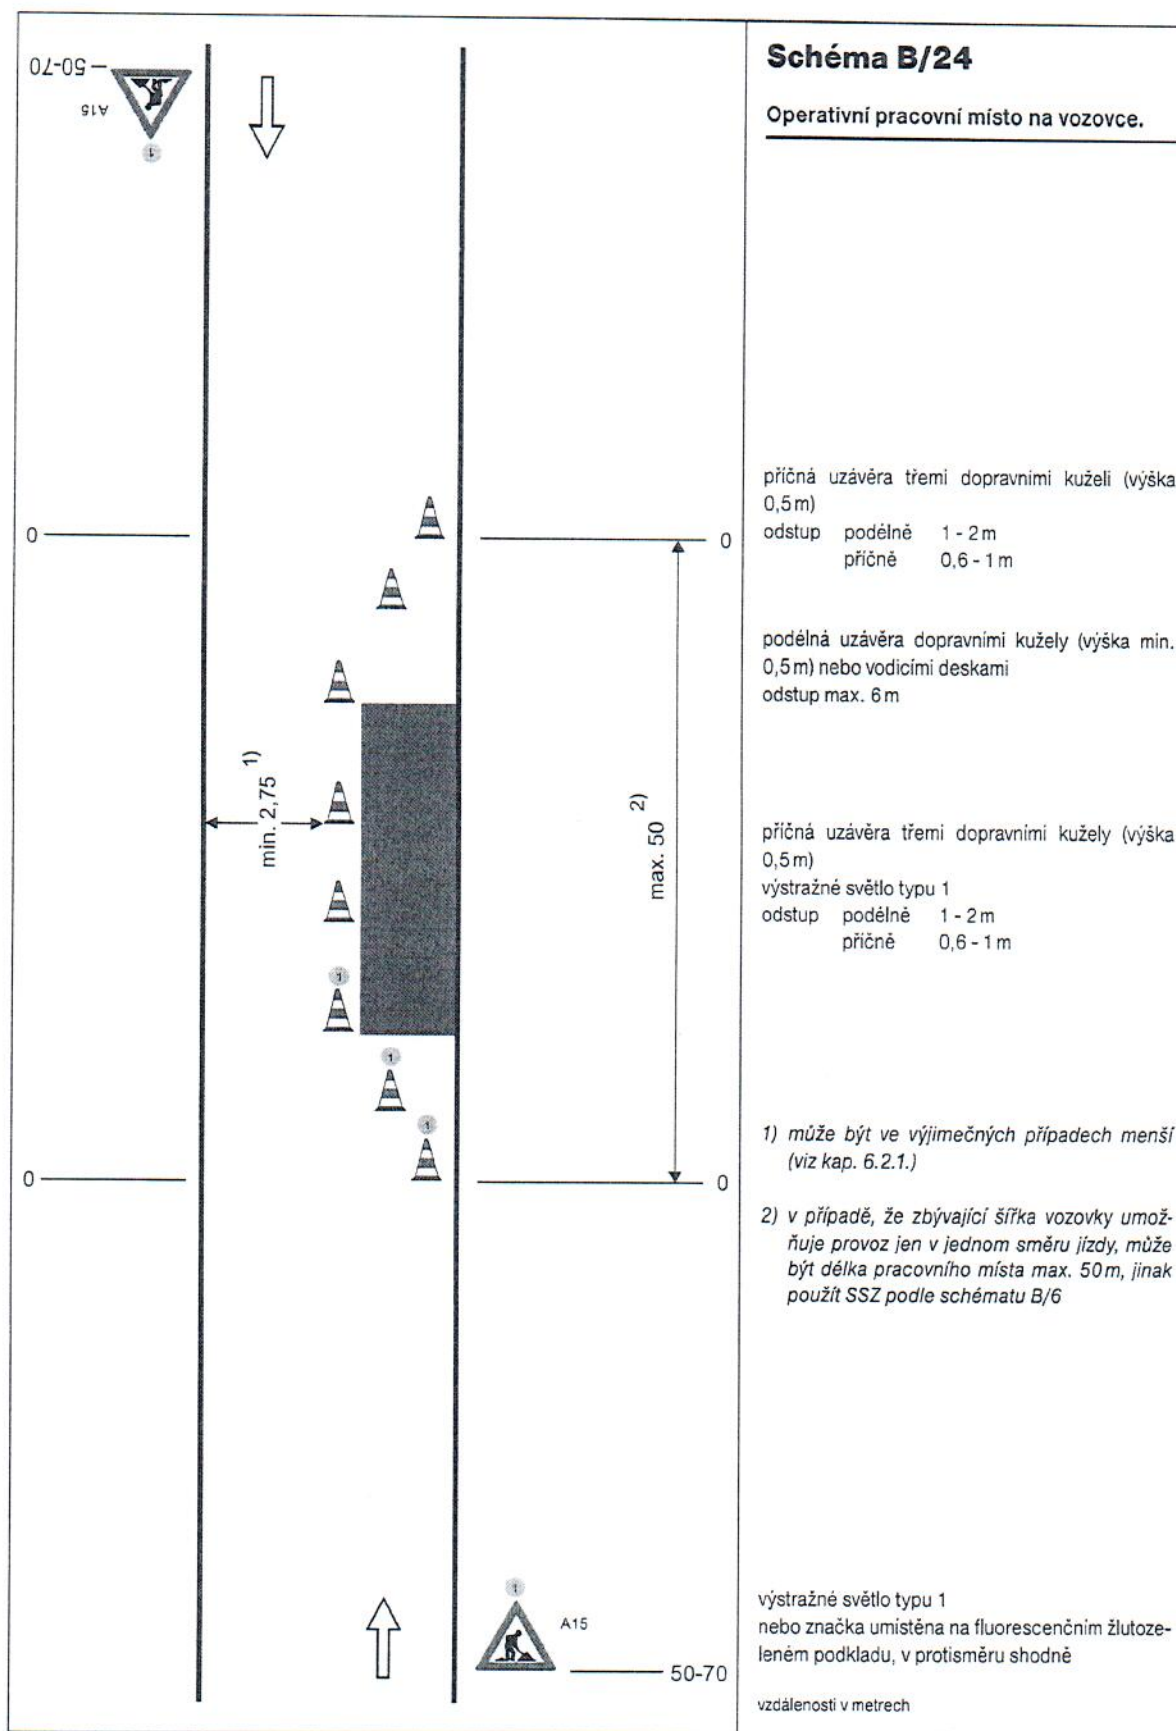 50-70
A15
1
Schéma B/24
Operativní pracovní místo na vozovce.
příčná uzávěra třemi dopravními kuželi (výška
0,5 m)
odstup podélně 1 - 2 m
příčně 0,6 - 1 m
0
0
podélná uzávěra dopravními kužely (výška min.
0,5 m) nebo vodicími deskami
odstup max. 6 m
min. 2,75 1)
max. 50 2)
příčná uzávěra třemi dopravními kužely (výška
0,5 m)
výstražné světlo typu 1
odstup podélně 1 - 2 m
příčně 0,6 - 1 m
1
1
1
0
0
1) může být ve výjimečných případech menší
(viz kap. 6.2.1.)
2) v případě, že zbývající šířka vozovky umož-
ňuje provoz jen v jednom směru jízdy, může
být délka pracovního místa max. 50 m, jinak
použít SSZ podle schématu B/6
1
A15
50-70
výstražné světlo typu 1
nebo značka umístěna na fluorescenčním žlutoze-
leném podkladu, v protisměru shodně
vzdálenosti v metrech